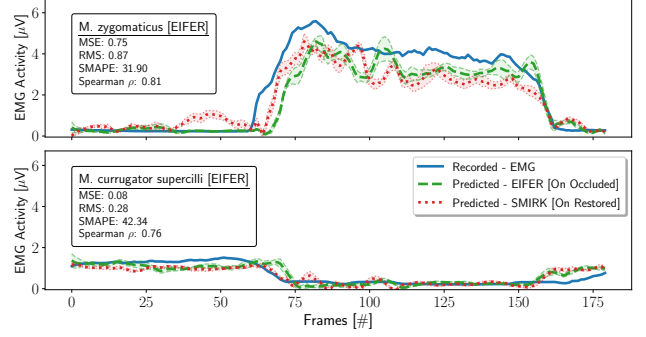 M. zygomaticus [EIFER]
MSE: 0.75
RMS: 0.87
SMAPE: 31.90
Spearman ρ: 0.81
EMG Activity [μV]
6
4
2
0
M. currugator supercilli [EIFER]
MSE: 0.08
RMS: 0.28
SMAPE: 42.34
Spearman ρ: 0.76
Recorded - EMG
Predicted - EIFER [On Occluded]
Predicted - SMIRK [On Restored]
EMG Activity [μV]
6
4
2
0
0 25 50 75 100 125 150 175
Frames [#]